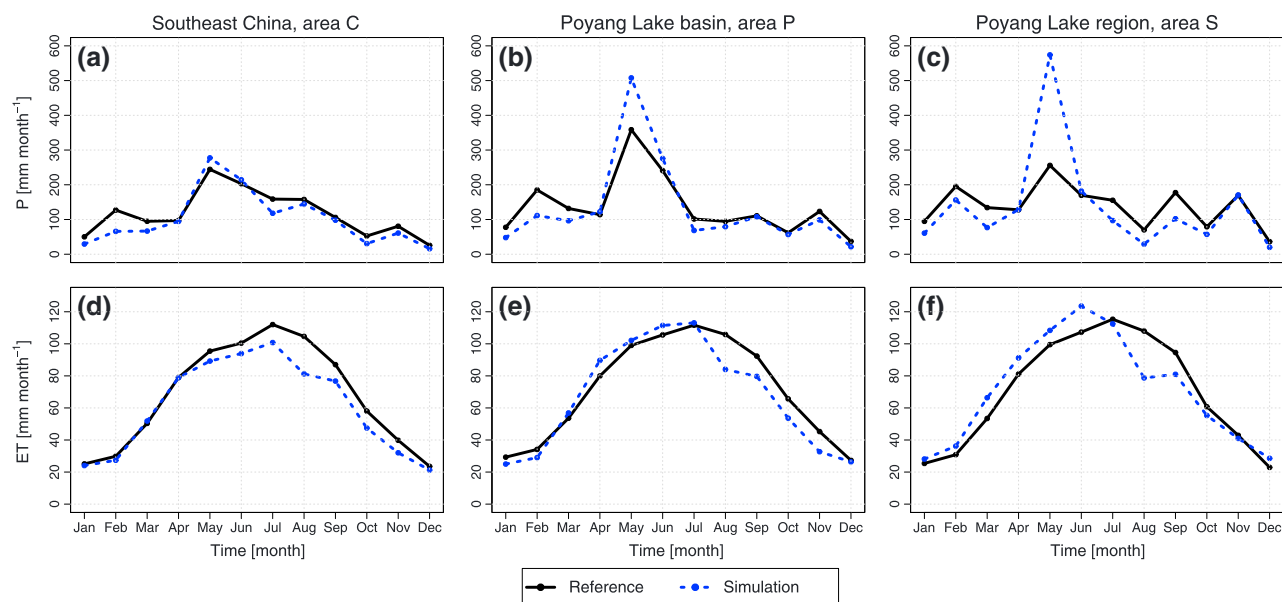 Southeast China, area C
Poyang Lake basin, area P
Poyang Lake region, area S
(a)
(b)
(c)
P [mm month⁻¹]
600
500
400
300
200
100
0
(d)
(e)
(f)
ET [mm month⁻¹]
120
100
80
60
40
20
0
Jan Feb Mar Apr May Jun Jul Aug Sep Oct Nov Dec
Jan Feb Mar Apr May Jun Jul Aug Sep Oct Nov Dec
Jan Feb Mar Apr May Jun Jul Aug Sep Oct Nov Dec
Time [month]
Time [month]
Time [month]
Reference
Simulation